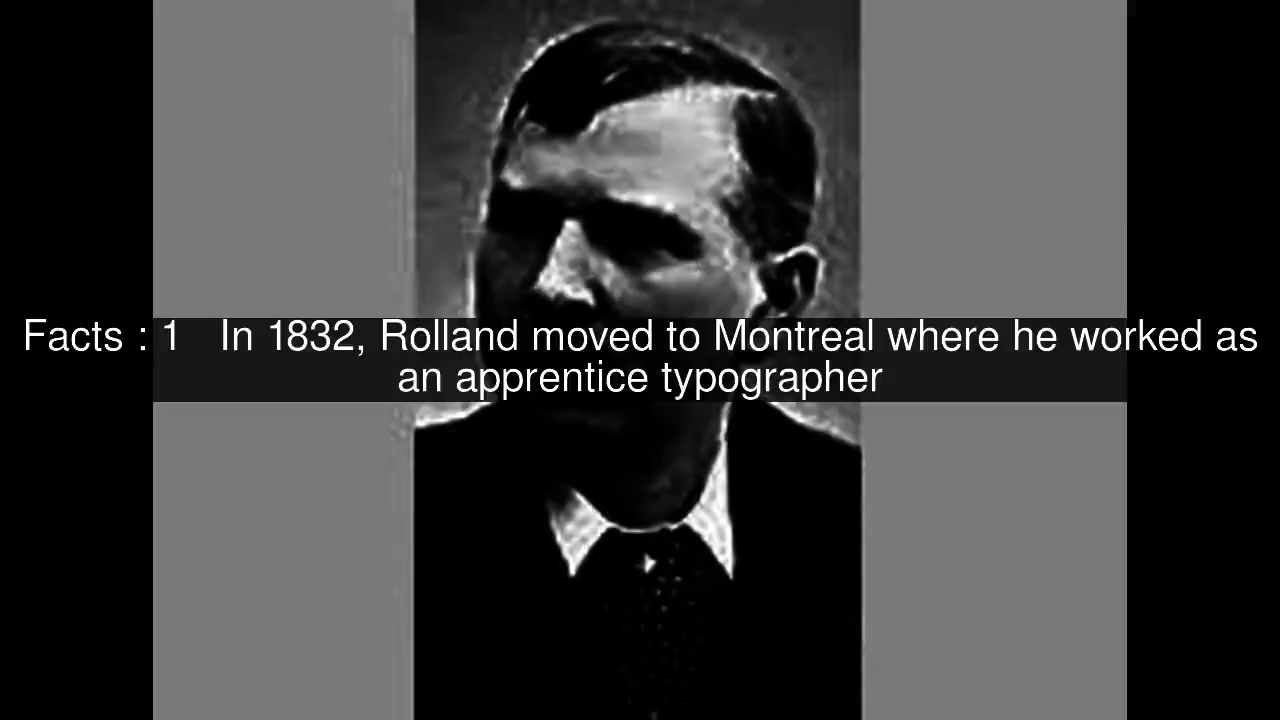 Facts : 1 In 1832, Rolland moved to Montreal where he worked as
an apprentice typographer